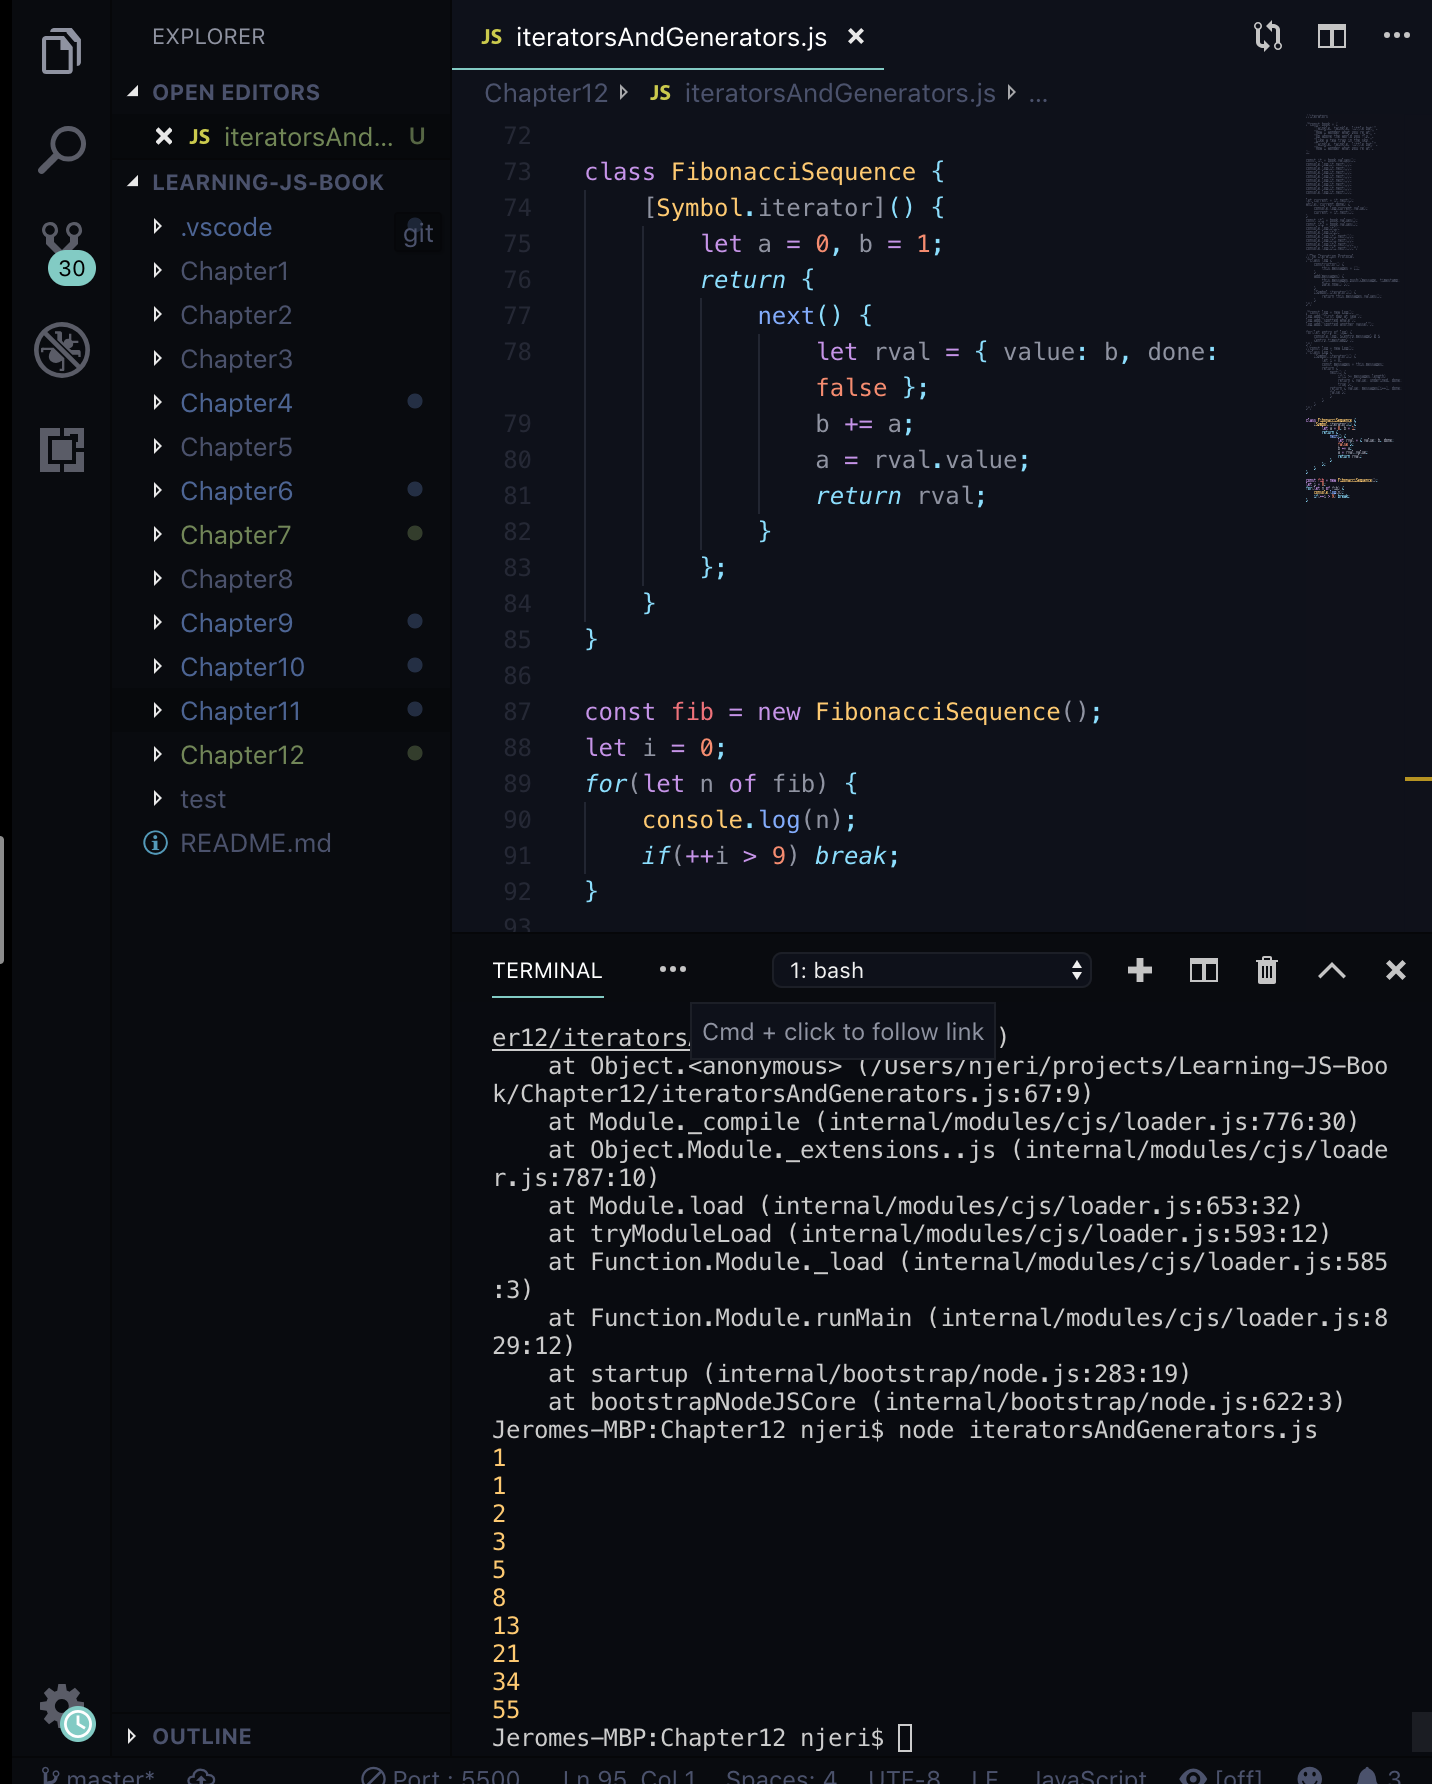 EXPLORER
OPEN EDITORS
JS iteratorsAnd... U
LEARNING-JS-BOOK
.vscode
git
Chapter1
Chapter2
Chapter3
Chapter4
Chapter5
Chapter6
Chapter7
Chapter8
Chapter9
Chapter10
Chapter11
Chapter12
test
README.md
OUTLINE
30
JS iteratorsAndGenerators.js
Chapter12 JS iteratorsAndGenerators.js ...
72
73 class FibonacciSequence {
74 [Symbol.iterator]() {
75 let a = 0, b = 1;
76 return {
77 next() {
78 let rval = { value: b, done:
false };
79 b += a;
80 a = rval.value;
81 return rval;
82 }
83 };
84 }
85 }
86
87 const fib = new FibonacciSequence();
88 let i = 0;
89 for(let n of fib) {
90 console.log(n);
91 if(++i > 9) break;
92 }
93
TERMINAL ... 1: bash
Cmd + click to follow link
er12/iterators )
at Object.<anonymous> (/Users/njeri/projects/Learning-JS-Boo
k/Chapter12/iteratorsAndGenerators.js:67:9)
at Module._compile (internal/modules/cjs/loader.js:776:30)
at Object.Module._extensions..js (internal/modules/cjs/loade
r.js:787:10)
at Module.load (internal/modules/cjs/loader.js:653:32)
at tryModuleLoad (internal/modules/cjs/loader.js:593:12)
at Function.Module._load (internal/modules/cjs/loader.js:585
:3)
at Function.Module.runMain (internal/modules/cjs/loader.js:8
29:12)
at startup (internal/bootstrap/node.js:283:19)
at bootstrapNodeJSCore (internal/bootstrap/node.js:622:3)
Jeromes-MBP:Chapter12 njeri$ node iteratorsAndGenerators.js
1
1
2
3
5
8
13
21
34
55
Jeromes-MBP:Chapter12 njeri$
master* Port : 5500 Ln 95, Col 1 Spaces: 4 UTF-8 LF JavaScript [off] 3